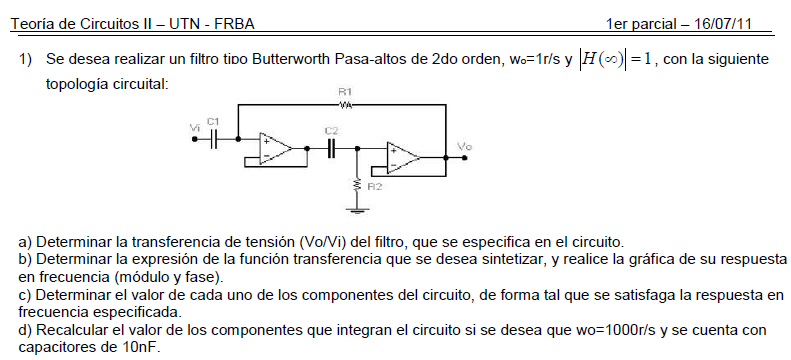 Teoría de Circuitos II – UTN - FRBA 1er parcial – 16/07/11
1) Se desea realizar un filtro tipo Butterworth Pasa-altos de 2do orden, wₒ=1r/s y |H(∞)| = 1, con la siguiente
topología circuital:
R1
Vi C1
+
-
C2
+
-
Vo
R2
a) Determinar la transferencia de tensión (Vo/Vi) del filtro, que se especifica en el circuito.
b) Determinar la expresión de la función transferencia que se desea sintetizar, y realice la gráfica de su respuesta
en frecuencia (módulo y fase).
c) Determinar el valor de cada uno de los componentes del circuito, de forma tal que se satisfaga la respuesta en
frecuencia especificada.
d) Recalcular el valor de los componentes que integran el circuito si se desea que wo=1000r/s y se cuenta con
capacitores de 10nF.